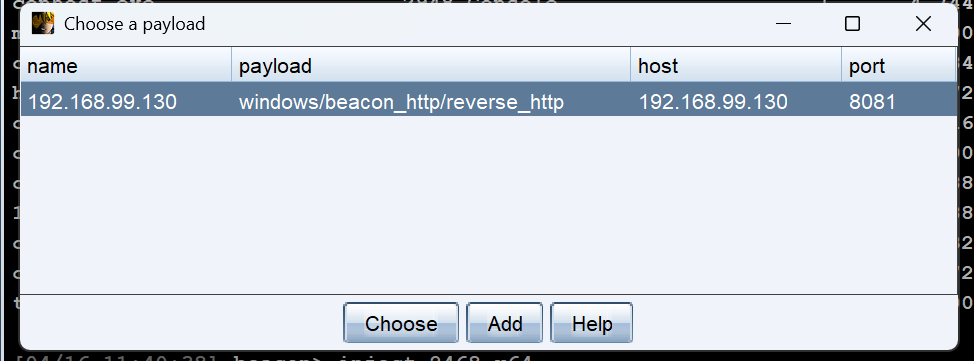 Choose a payload
name payload host port
192.168.99.130 windows/beacon_http/reverse_http 192.168.99.130 8081
Choose Add Help